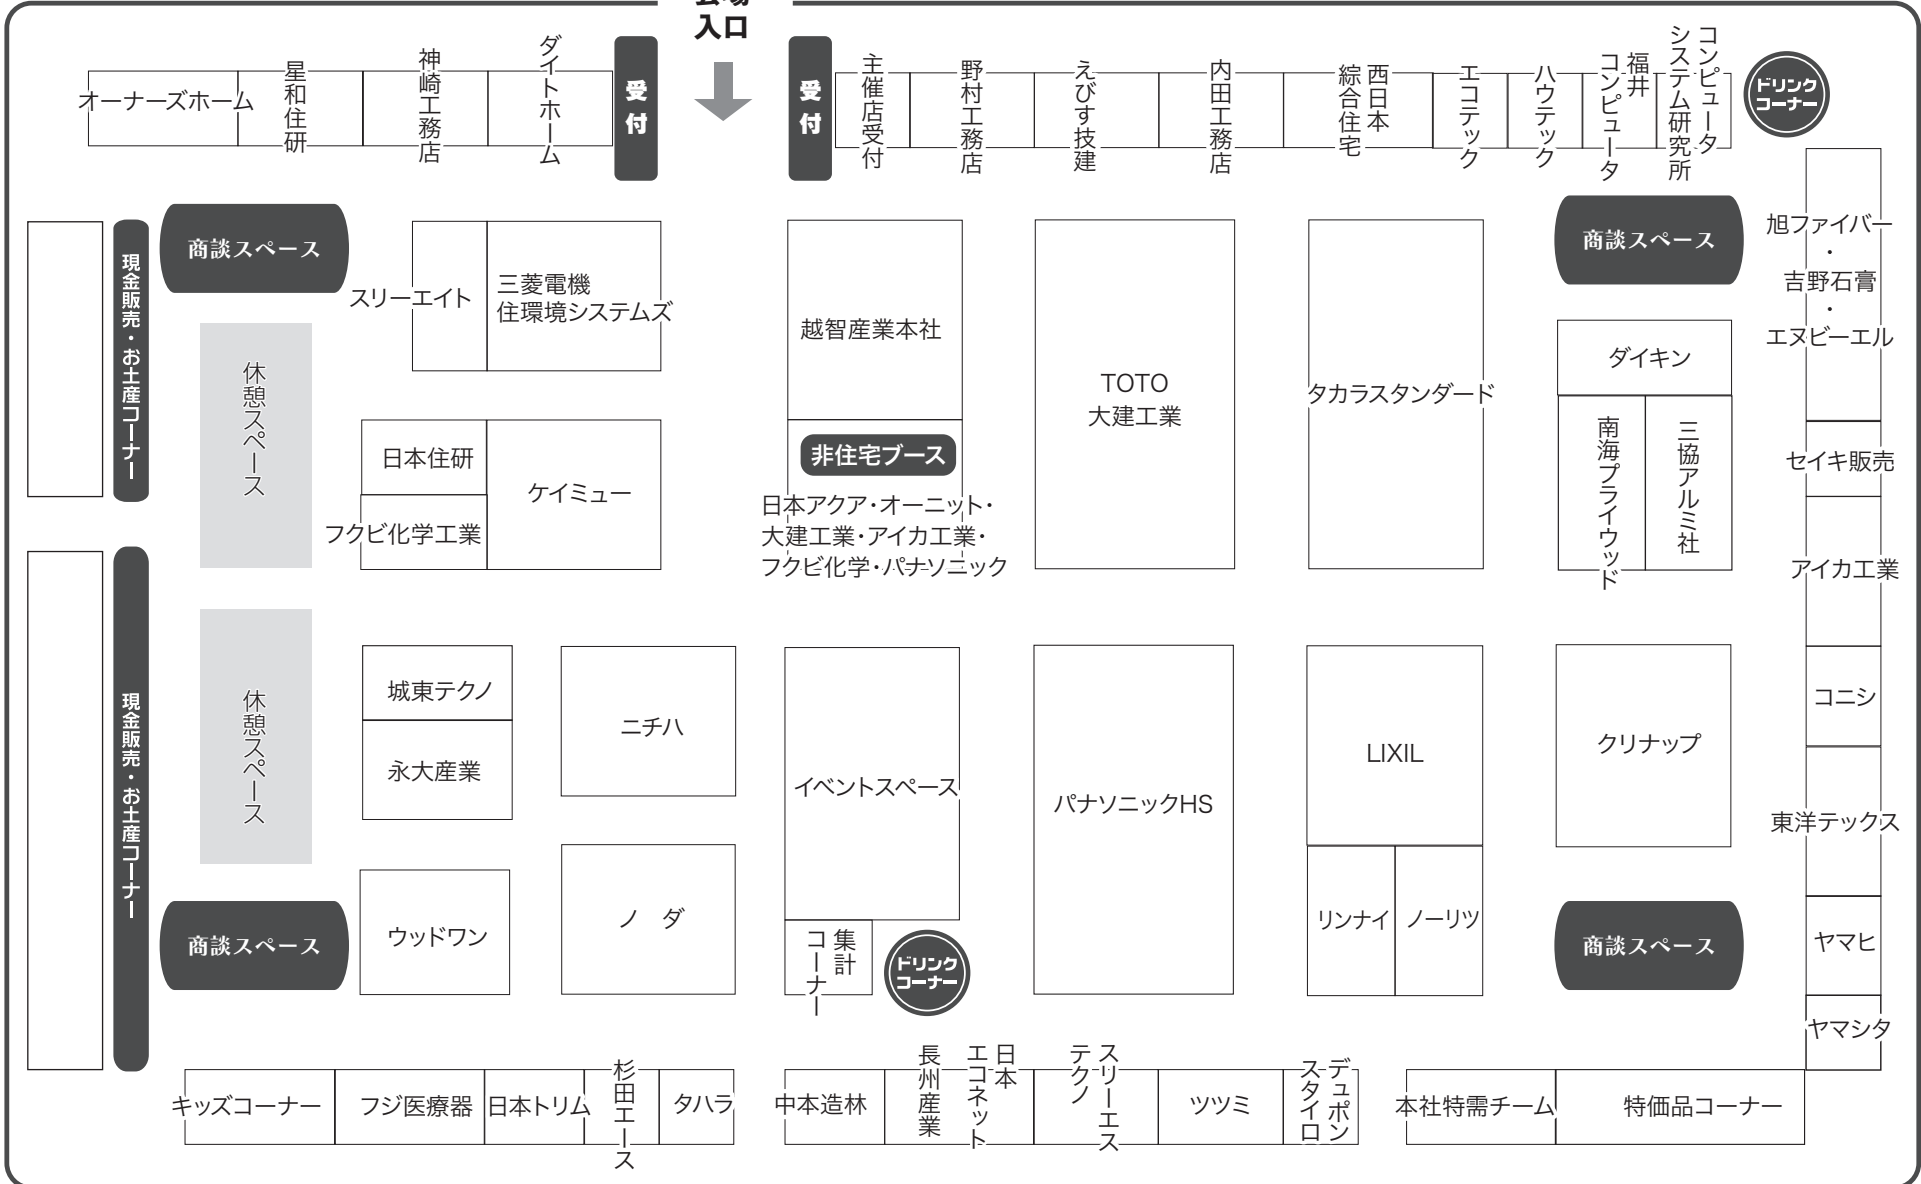 会場
入口
受付
受付
オーナーズホーム
星和住研
神崎工務店
ダイトホーム
主催店受付
野村工務店
えびす技建
内田工務店
西日本
綜合住宅
エコテック
ハウテック
福井
コンピュータ
コンピュータ
システム研究所
ドリンク
コーナー
現金販売・お土産コーナー
商談スペース
休憩スペース
スリーエイト
三菱電機
住環境システムズ
日本住研
フクビ化学工業
ケイミュー
越智産業本社
非住宅ブース
日本アクア・オーニット・
大建工業・アイカ工業・
フクビ化学・パナソニック
TOTO
大建工業
タカラスタンダード
商談スペース
ダイキン
南海プライウッド
三協アルミ社
旭ファイバー
・
吉野石膏
・
エヌビーエル
セイキ販売
アイカ工業
コニシ
東洋テックス
ヤマヒ
ヤマシタ
現金販売・お土産コーナー
休憩スペース
商談スペース
城東テクノ
永大産業
ウッドワン
ニチハ
ノ ダ
イベントスペース
集計
コーナー
ドリンク
コーナー
パナソニックHS
LIXIL
リンナイ
ノーリツ
クリナップ
商談スペース
キッズコーナー
フジ医療器
日本トリム
杉田エース
タハラ
中本造林
長州産業
日本
エコネット
スリーエス
テクノ
ツツミ
デュポン
スタイロ
本社特需チーム
特価品コーナー